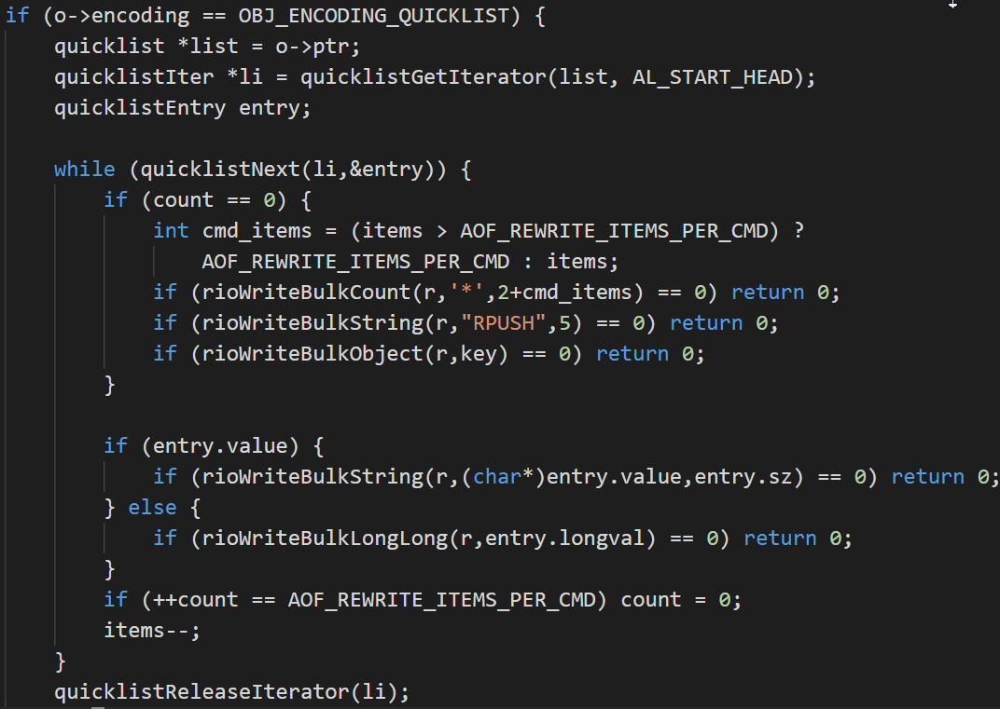 if (o->encoding == OBJ_ENCODING_QUICKLIST) {
    quicklist *list = o->ptr;
    quicklistIter *li = quicklistGetIterator(list, AL_START_HEAD);
    quicklistEntry entry;

    while (quicklistNext(li,&entry)) {
        if (count == 0) {
            int cmd_items = (items > AOF_REWRITE_ITEMS_PER_CMD) ?
                AOF_REWRITE_ITEMS_PER_CMD : items;
            if (rioWriteBulkCount(r,'*',2+cmd_items) == 0) return 0;
            if (rioWriteBulkString(r,"RPUSH",5) == 0) return 0;
            if (rioWriteBulkObject(r,key) == 0) return 0;
        }

        if (entry.value) {
            if (rioWriteBulkString(r,(char*)entry.value,entry.sz) == 0) return 0;
        } else {
            if (rioWriteBulkLongLong(r,entry.longval) == 0) return 0;
        }
        if (++count == AOF_REWRITE_ITEMS_PER_CMD) count = 0;
        items--;
    }
    quicklistReleaseIterator(li);